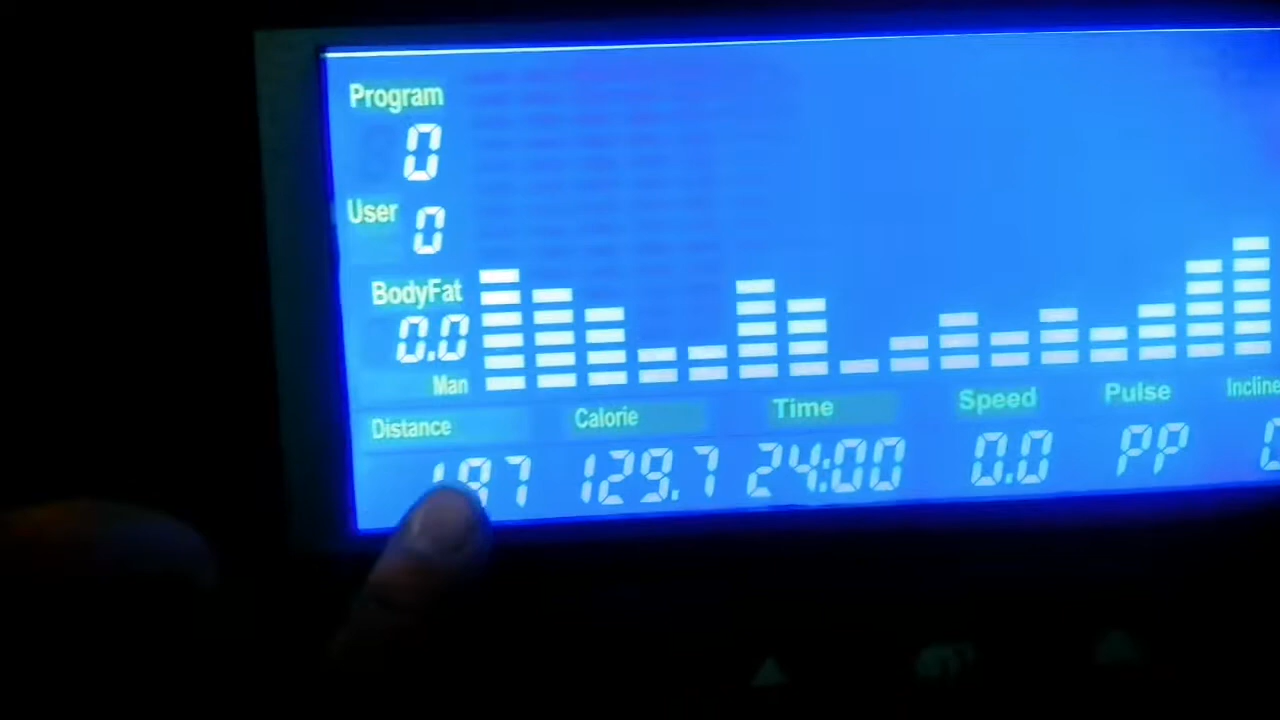 Program
0
User 0
BodyFat
0.0
Man
Distance Calorie Time Speed Pulse Incline
129.7 24:00 0.0 PP